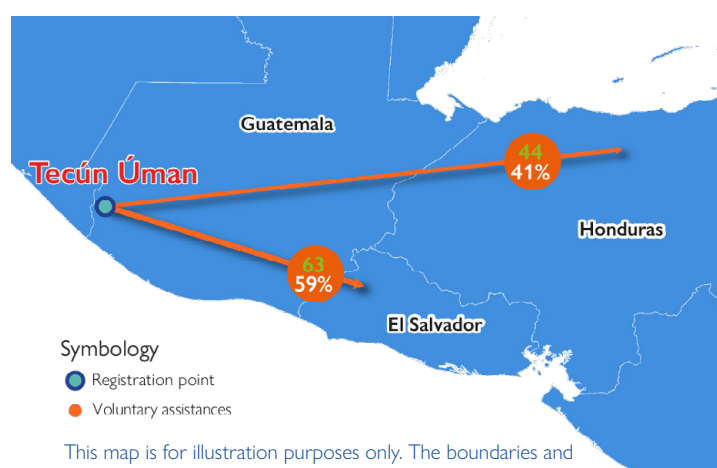 Guatemala
44
41%
Tecún Úman
Honduras
63
59%
El Salvador
Symbology
Registration point
Voluntary assistances
This map is for illustration purposes only. The boundaries and